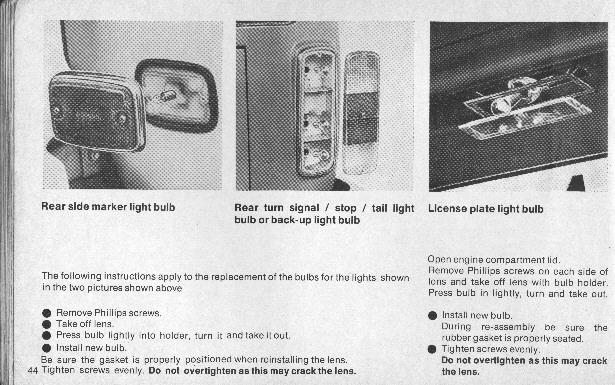 Rear side marker light bulb
Rear turn signal / stop / tail light
bulb or back-up light bulb
License plate light bulb
The following instructions apply to the replacement of the bulbs for the lights shown
in the two pictures shown above
● Remove Phillips screws.
● Take off lens.
● Press bulb lightly into holder, turn it and take it out.
● Install new bulb.
Be sure the gasket is properly positioned when reinstalling the lens.
44 Tighten screws evenly. Do not overtighten as this may crack the lens.
Open engine compartment lid.
Remove Phillips screws on each side of
lens and take off lens with bulb holder.
Press bulb in lightly, turn and take out.
● Install new bulb.
During re-assembly be sure the
rubber gasket is properly seated.
● Tighten screws evenly.
Do not overtighten as this may crack
the lens.